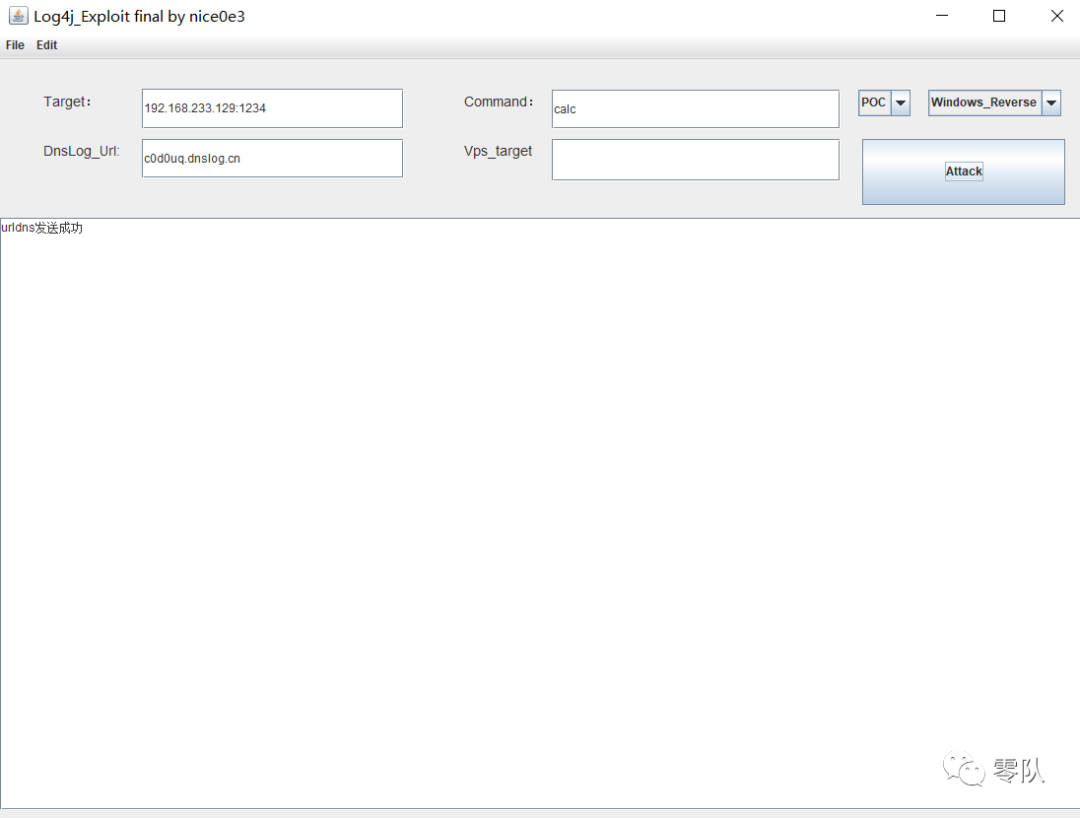 Log4j_Exploit final by nice0e3
File Edit
Target： 192.168.233.129:1234 Command： calc POC Windows_Reverse
DnsLog_Url: c0d0uq.dnslog.cn Vps_target Attack
urldns发送成功
零队